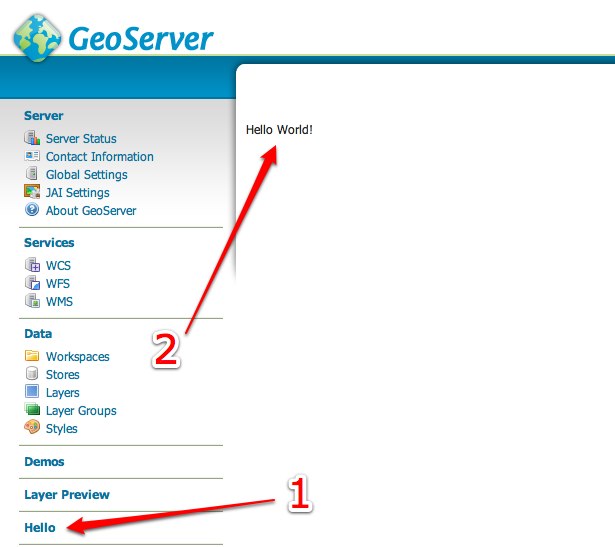 GeoServer
Server
Server Status
Contact Information
Global Settings
JAI Settings
About GeoServer
Services
WCS
WFS
WMS
Data
Workspaces
Stores
Layers
Layer Groups
Styles
Demos
Layer Preview
Hello
Hello World!
2
1